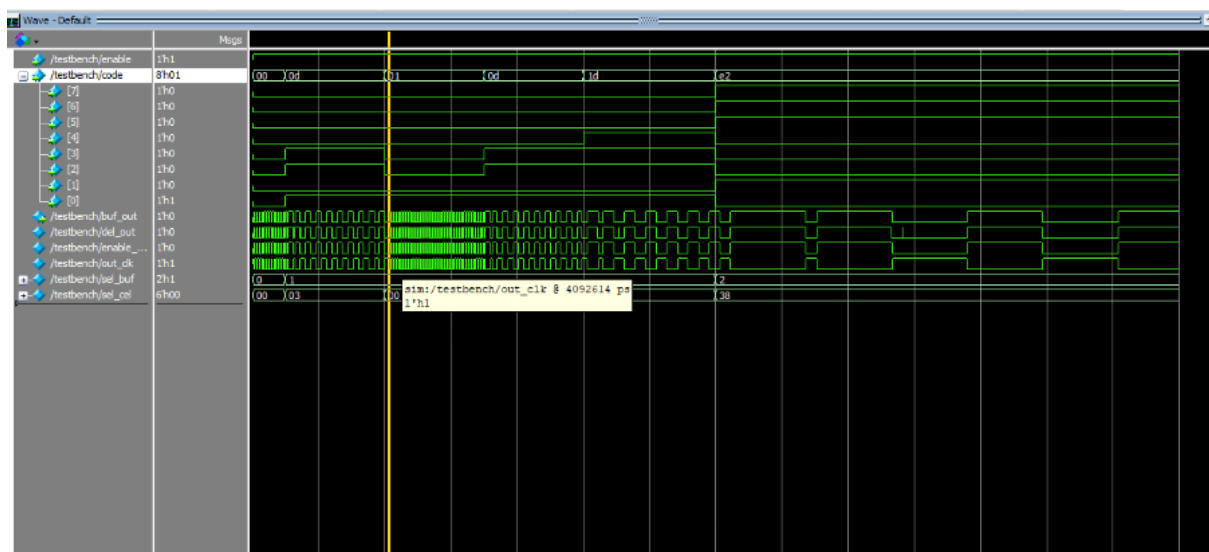 Wave - Default
Msgs
/testbench/enable 1'h1
/testbench/code 8'h01 00 0d 01 0d 1d e2
[7] 1'h0
[6] 1'h0
[5] 1'h0
[4] 1'h0
[3] 1'h0
[2] 1'h0
[1] 1'h0
[0] 1'h1
/testbench/buf_out 1'h0
/testbench/del_out 1'h0
/testbench/enable_... 1'h0
/testbench/out_clk 1'h1
/testbench/sel_buf 2'h1 0 1 2
/testbench/sel_cel 6'h00 00 03 00 38
sim:/testbench/out_clk @ 4092614 ps
1'h1